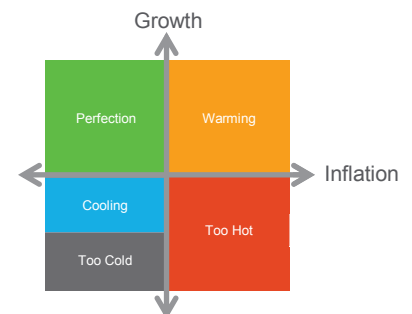 Growth
Perfection
Warming
Inflation
Cooling
Too Hot
Too Cold